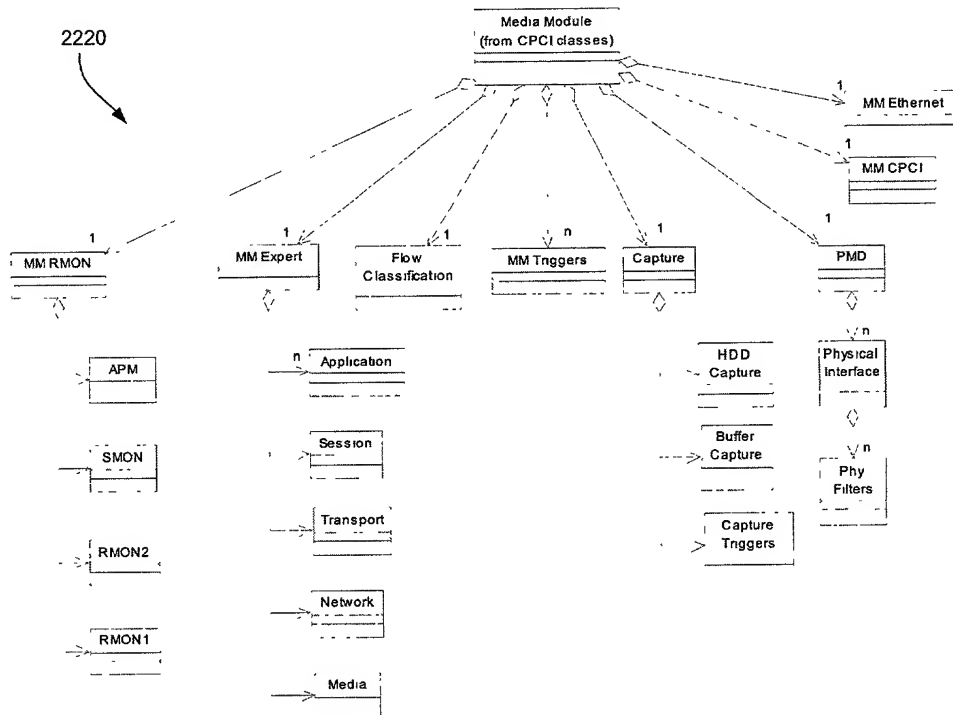 2220
Media Module
(from CPCI classes)
1
MM Ethernet
1
MM CPCI
1
MM RMON
1
MM Expert
1
Flow
Classification
n
MM Triggers
1
Capture
1
PMD
APM
SMON
RMON2
RMON1
n
Application
Session
Transport
Network
Media
HDD
Capture
Buffer
Capture
Capture
Triggers
n
Physical
Interface
n
Phy
Filters